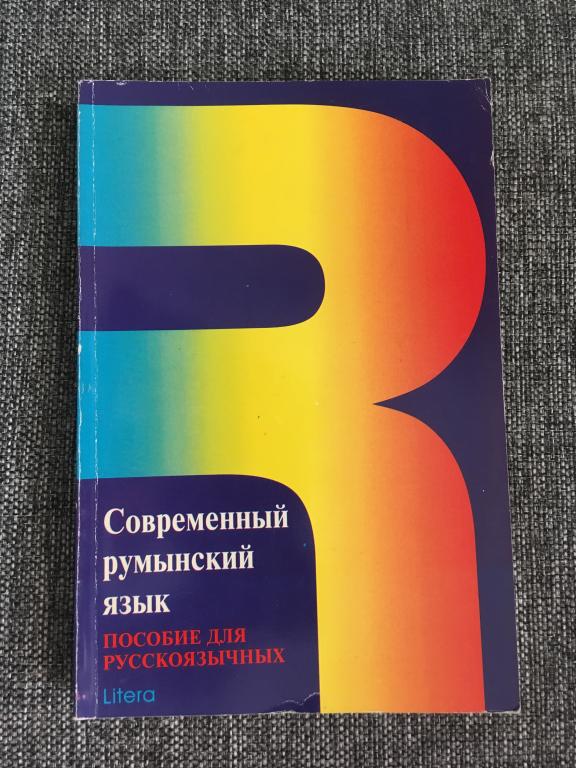 Современный
румынский
язык
ПОСОБИЕ ДЛЯ
РУССКОЯЗЫЧНЫХ
Litera